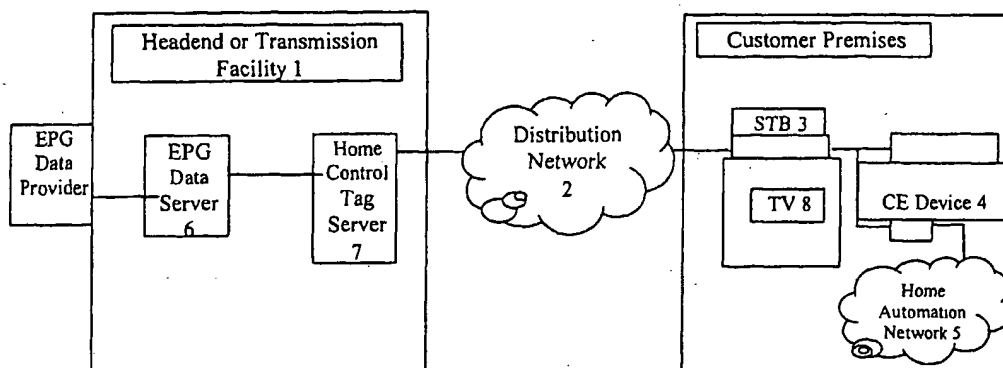 Headend or Transmission
Facility 1
Customer Premises
EPG
Data
Provider
EPG
Data
Server
6
Home
Control
Tag
Server
7
Distribution
Network
2
STB 3
TV 8
CE Device 4
Home
Automation
Network 5